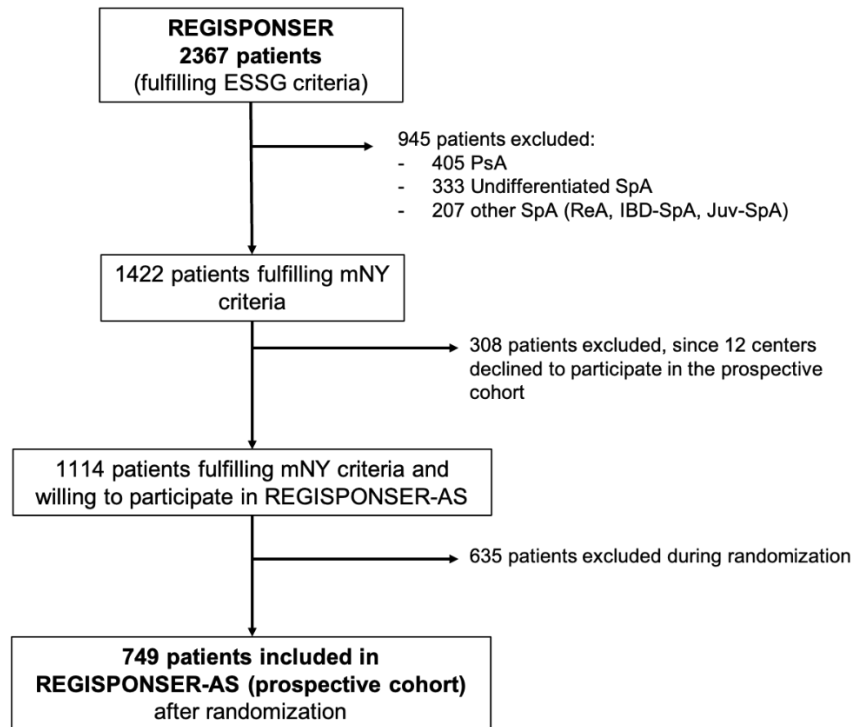 REGISPONSER
2367 patients
(fulfilling ESSG criteria)
945 patients excluded:
- 405 PsA
- 333 Undifferentiated SpA
- 207 other SpA (ReA, IBD-SpA, Juv-SpA)
1422 patients fulfilling mNY
criteria
308 patients excluded, since 12 centers
declined to participate in the prospective
cohort
1114 patients fulfilling mNY criteria and
willing to participate in REGISPONSER-AS
635 patients excluded during randomization
749 patients included in
REGISPONSER-AS (prospective cohort)
after randomization